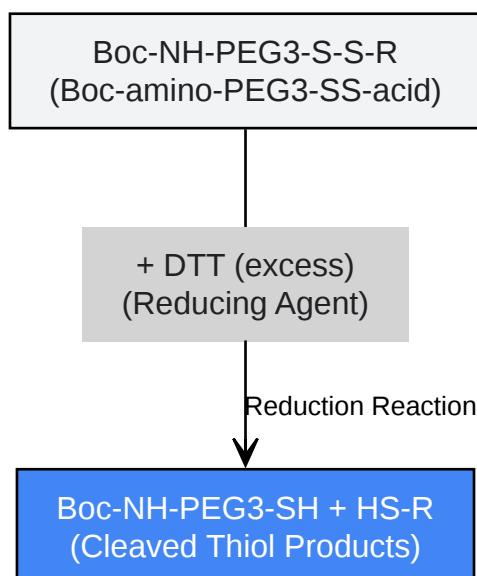 Boc-NH-PEG3-S-S-R
(Boc-amino-PEG3-SS-acid)
+ DTT (excess)
(Reducing Agent)
Reduction Reaction
Boc-NH-PEG3-SH + HS-R
(Cleaved Thiol Products)